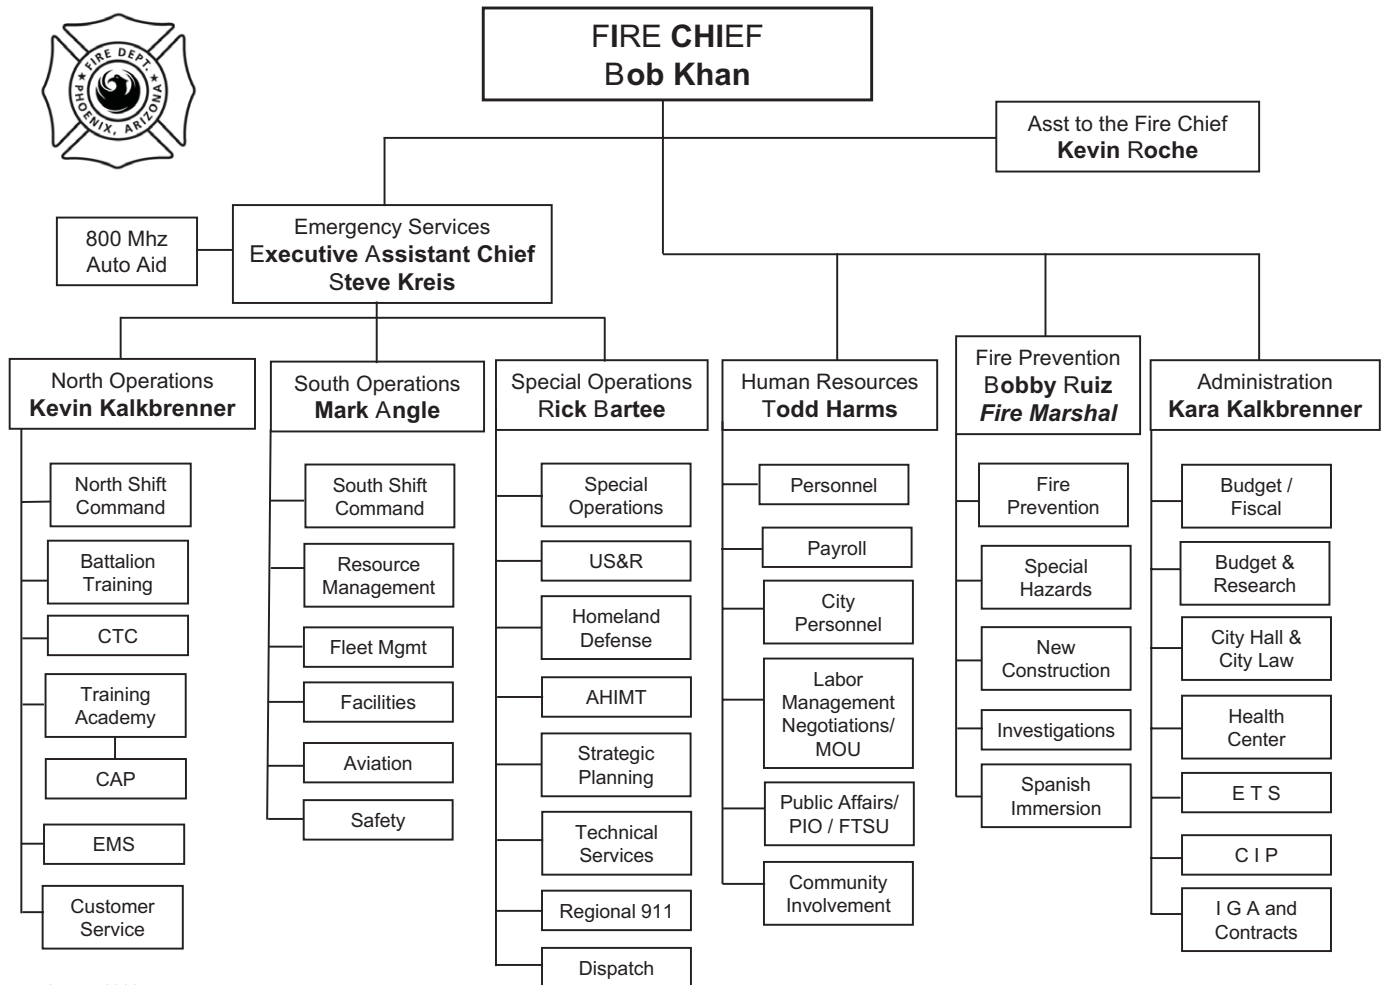 FIRE DEPT.
PHOENIX, ARIZONA
FIRE CHIEF
Bob Khan
Asst to the Fire Chief
Kevin Roche
800 Mhz
Auto Aid
Emergency Services
Executive Assistant Chief
Steve Kreis
North Operations
Kevin Kalkbrenner
North Shift
Command
Battalion
Training
CTC
Training
Academy
CAP
EMS
Customer
Service
South Operations
Mark Angle
South Shift
Command
Resource
Management
Fleet Mgmt
Facilities
Aviation
Safety
Special Operations
Rick Bartee
Special
Operations
US&R
Homeland
Defense
AHIMT
Strategic
Planning
Technical
Services
Regional 911
Dispatch
Human Resources
Todd Harms
Personnel
Payroll
City
Personnel
Labor
Management
Negotiations/
MOU
Public Affairs/
PIO / FTSU
Community
Involvement
Fire Prevention
Bobby Ruiz
Fire Marshal
Fire
Prevention
Special
Hazards
New
Construction
Investigations
Spanish
Immersion
Administration
Kara Kalkbrenner
Budget /
Fiscal
Budget &
Research
City Hall &
City Law
Health
Center
E T S
C I P
I G A and
Contracts